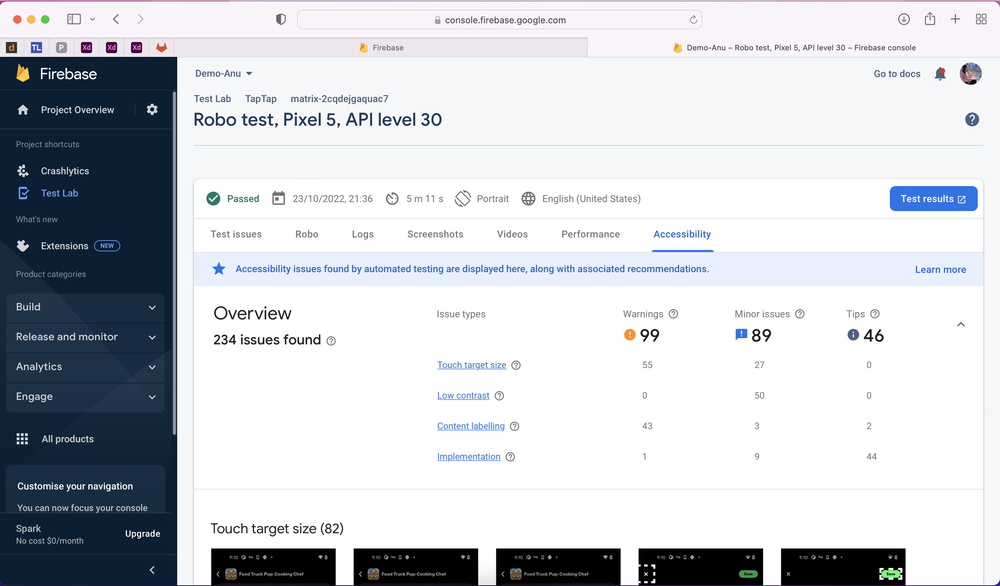 console.firebase.google.com
d
TL
P
Xd
Xd
Xd
Firebase
Demo-Anu – Robo test, Pixel 5, API level 30 – Firebase console
Firebase
Project Overview
Project shortcuts
Crashlytics
Test Lab
What's new
Extensions NEW
Product categories
Build
Release and monitor
Analytics
Engage
All products
Customise your navigation
You can now focus your console
Spark
No cost $0/month
Upgrade
Demo-Anu
Go to docs
Test Lab TapTap matrix-2cqdejgaquac7
Robo test, Pixel 5, API level 30
Passed 23/10/2022, 21:36 5 m 11 s Portrait English (United States)
Test results
Test issues Robo Logs Screenshots Videos Performance Accessibility
Accessibility issues found by automated testing are displayed here, along with associated recommendations.
Learn more
Overview
234 issues found
Issue types Warnings Minor issues Tips
99 89 46
Touch target size 55 27 0
Low contrast 0 50 0
Content labelling 43 3 2
Implementation 1 9 44
Touch target size (82)
9:10 Tap
Food Truck Pup: Cooking Chef
9:10 Tap
Food Truck Pup: Cooking Chef
9:10 Tap
Food Truck Pup: Cooking Chef
9:10 Tap
Save
9:10 Tap
Save